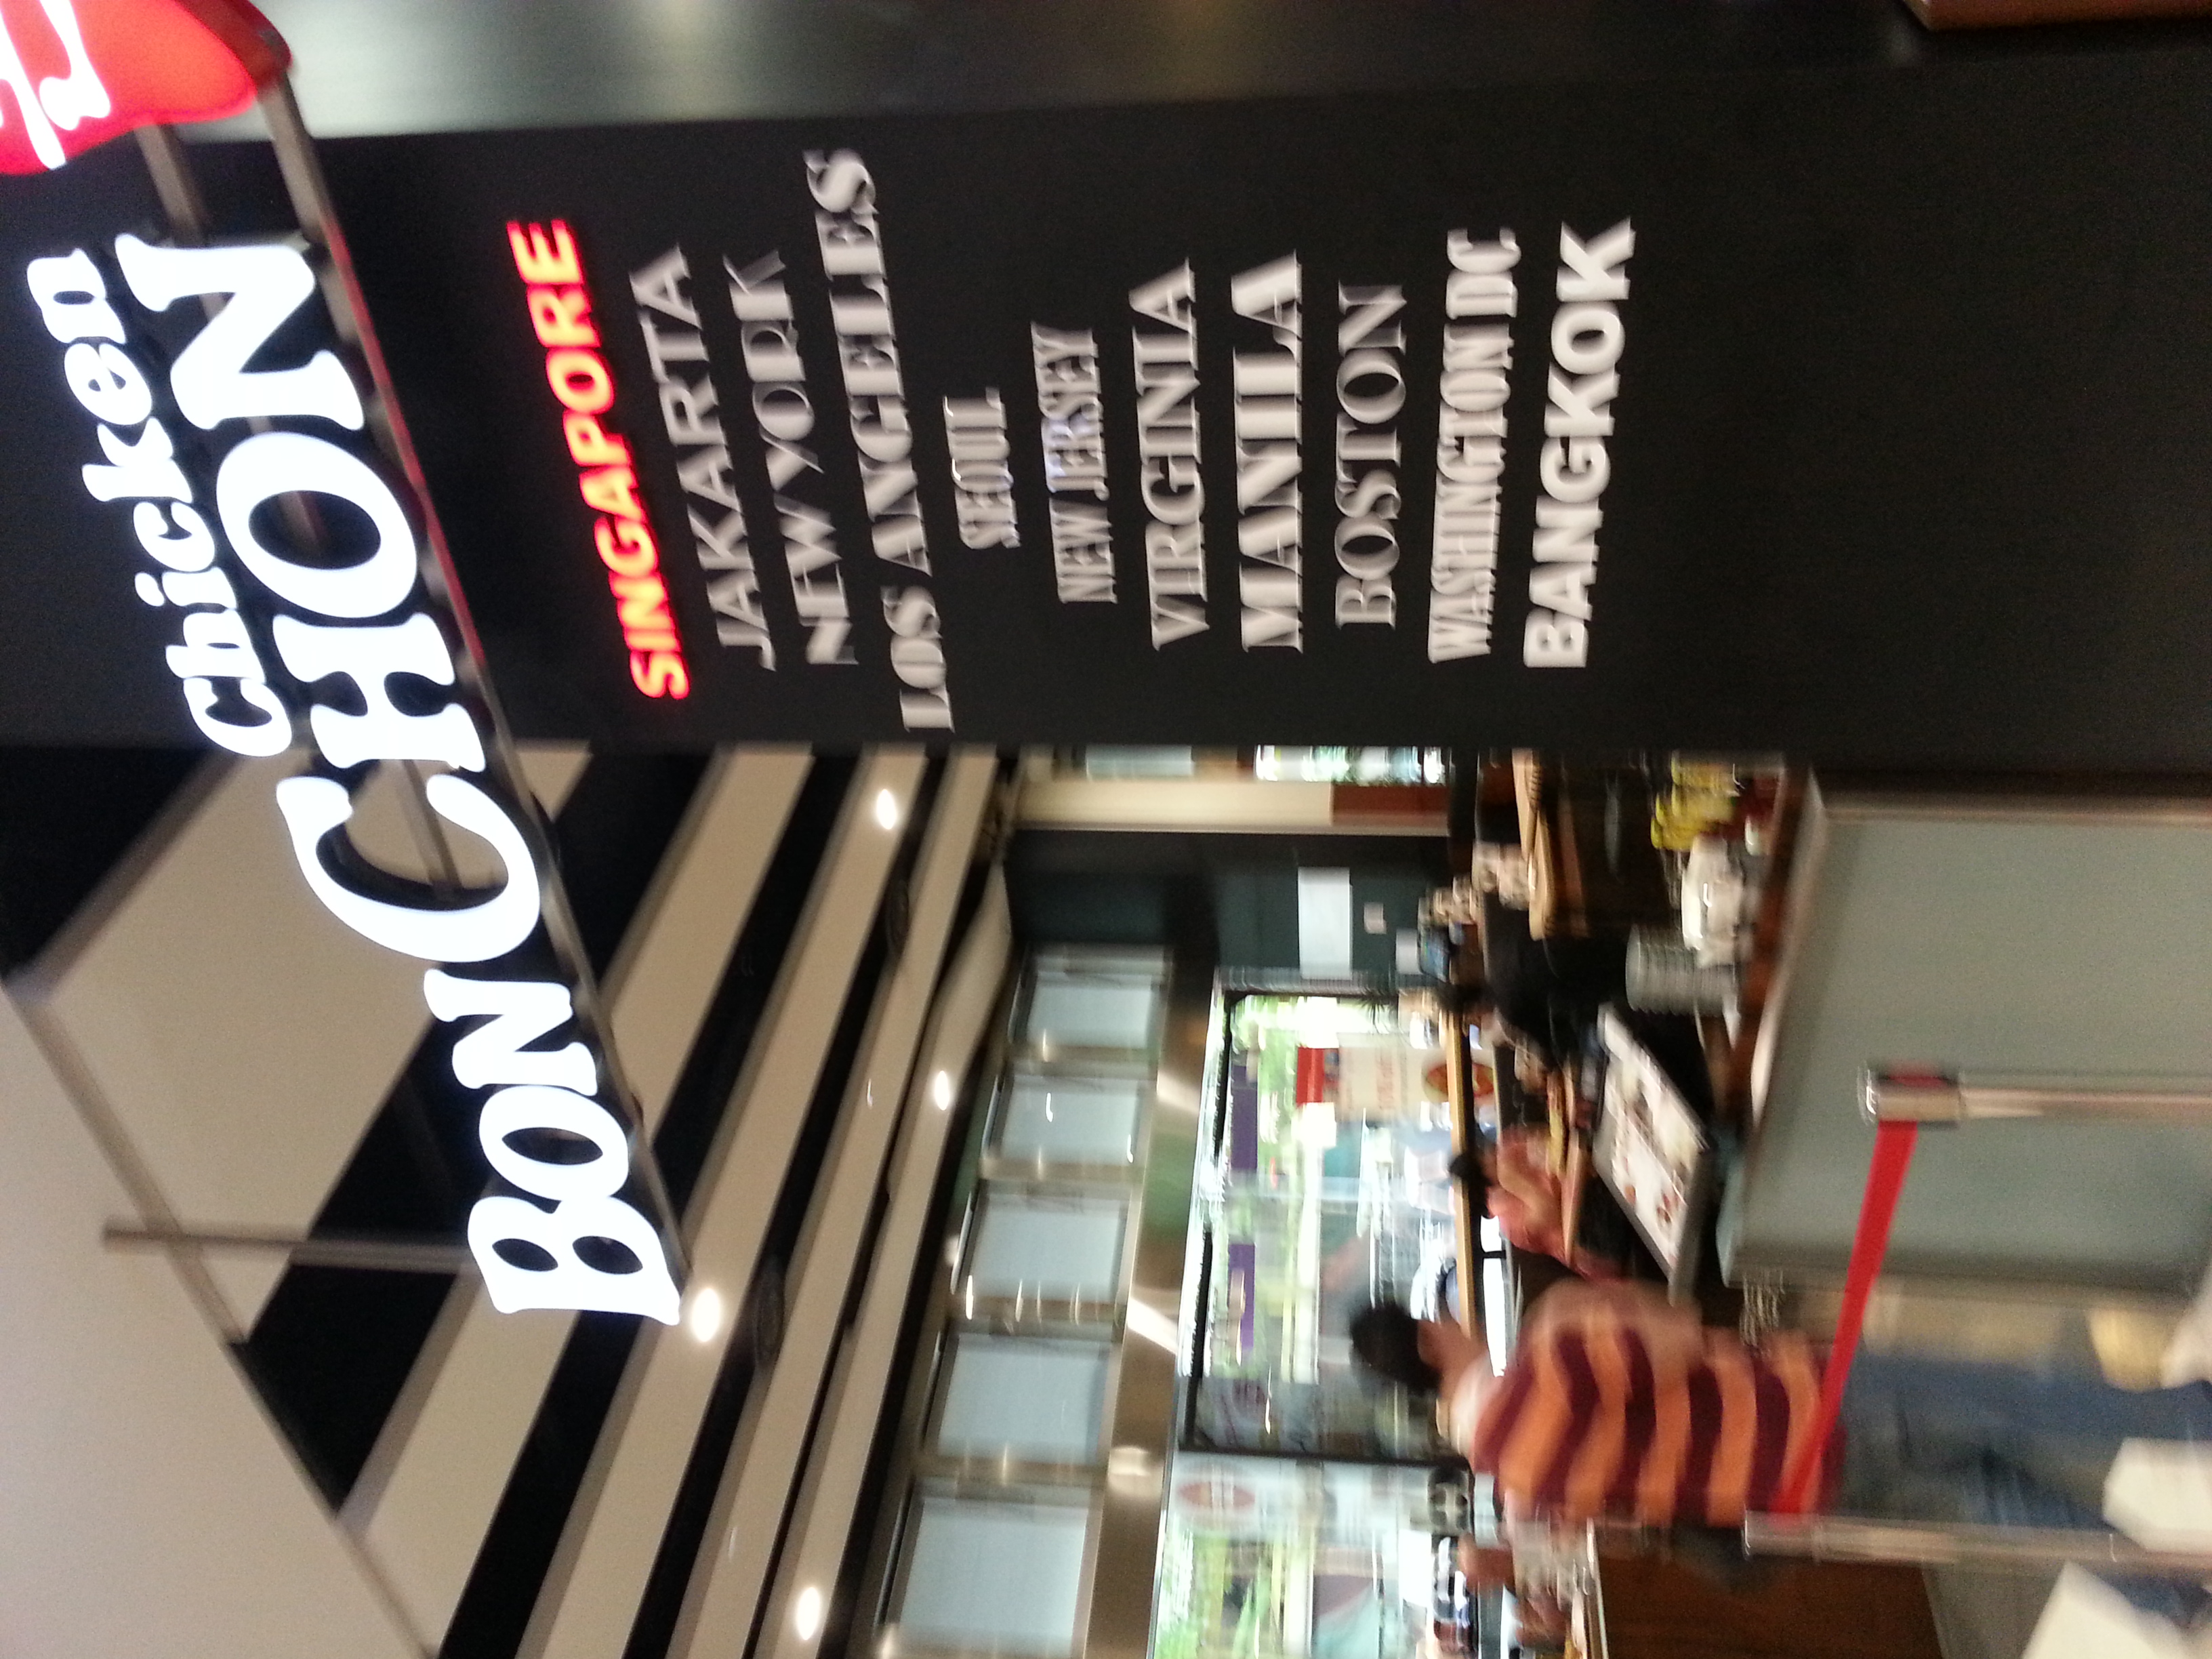 Chicken
BONCHON
SINGAPORE
JAKARTA
NEW YORK
LOS ANGELES
SEOUL
NEW JERSEY
VIRGINIA
MANILA
BOSTON
WASHINGTON DC
BANGKOK